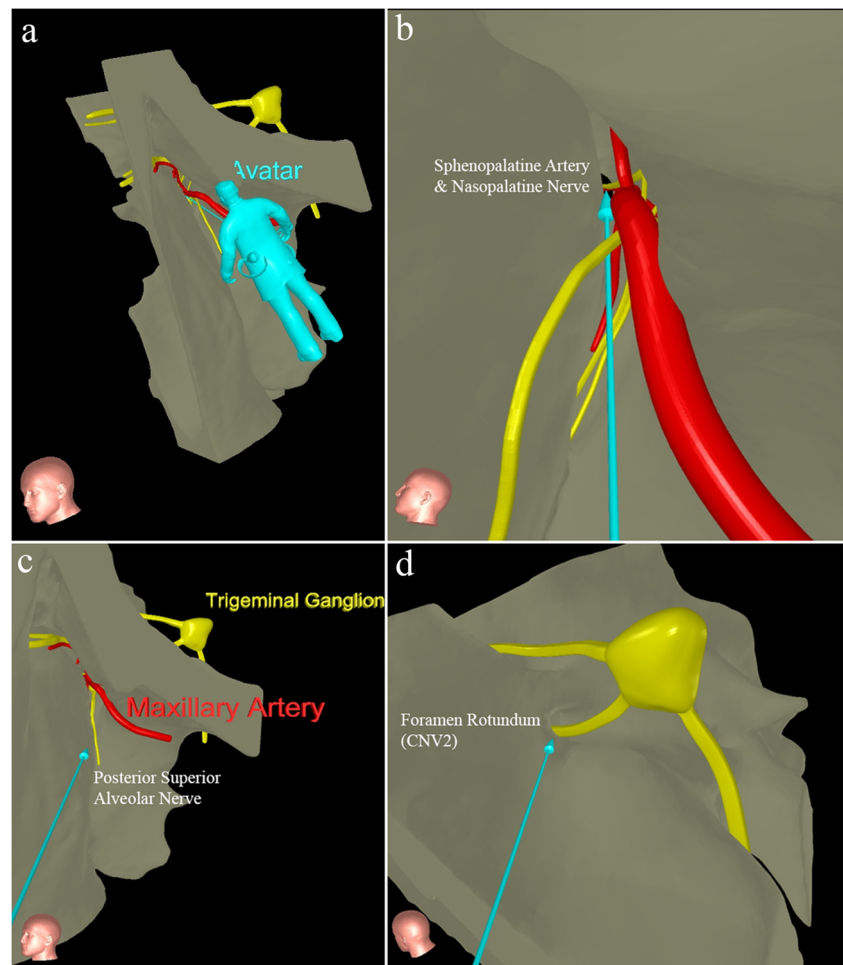 a
Avatar
b
Sphenopalatine Artery
& Nasopalatine Nerve
c
Trigeminal Ganglion
Maxillary Artery
Posterior Superior
Alveolar Nerve
d
Foramen Rotundum
(CNV2)